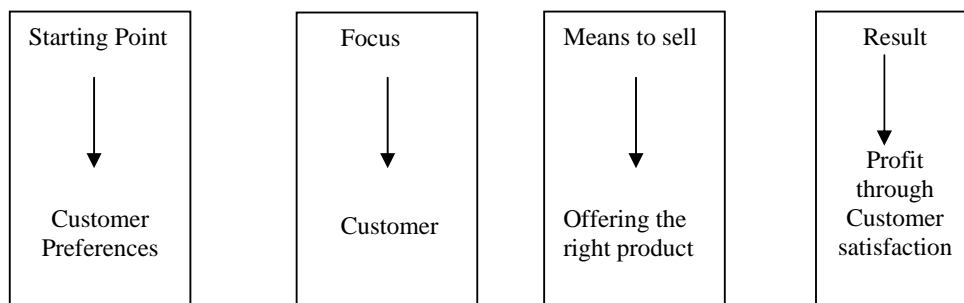 Starting Point
Customer
Preferences
Focus
Customer
Means to sell
Offering the
right product
Result
Profit
through
Customer
satisfaction